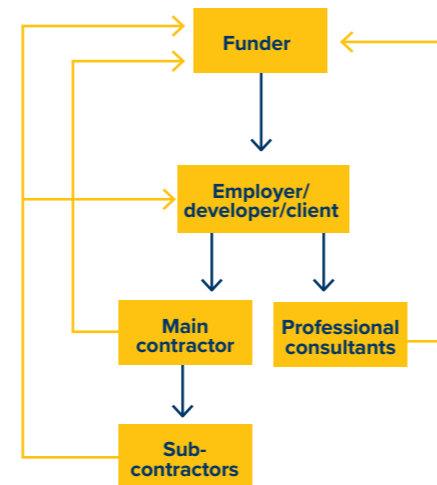 Funder
Employer/
developer/client
Main
contractor
Professional
consultants
Sub-
contractors